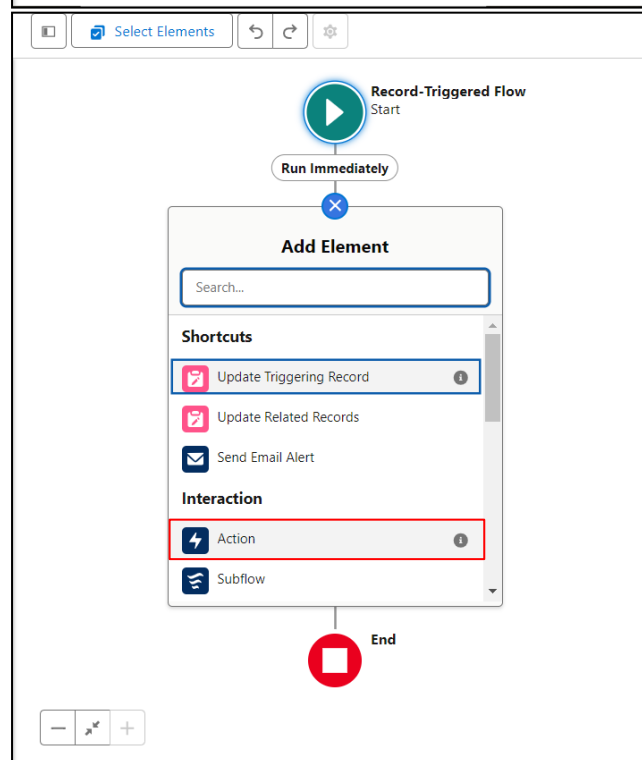 Select Elements
Record-Triggered Flow
Start
Run Immediately
Add Element
Search...
Shortcuts
Update Triggering Record
Update Related Records
Send Email Alert
Interaction
Action
Subflow
End